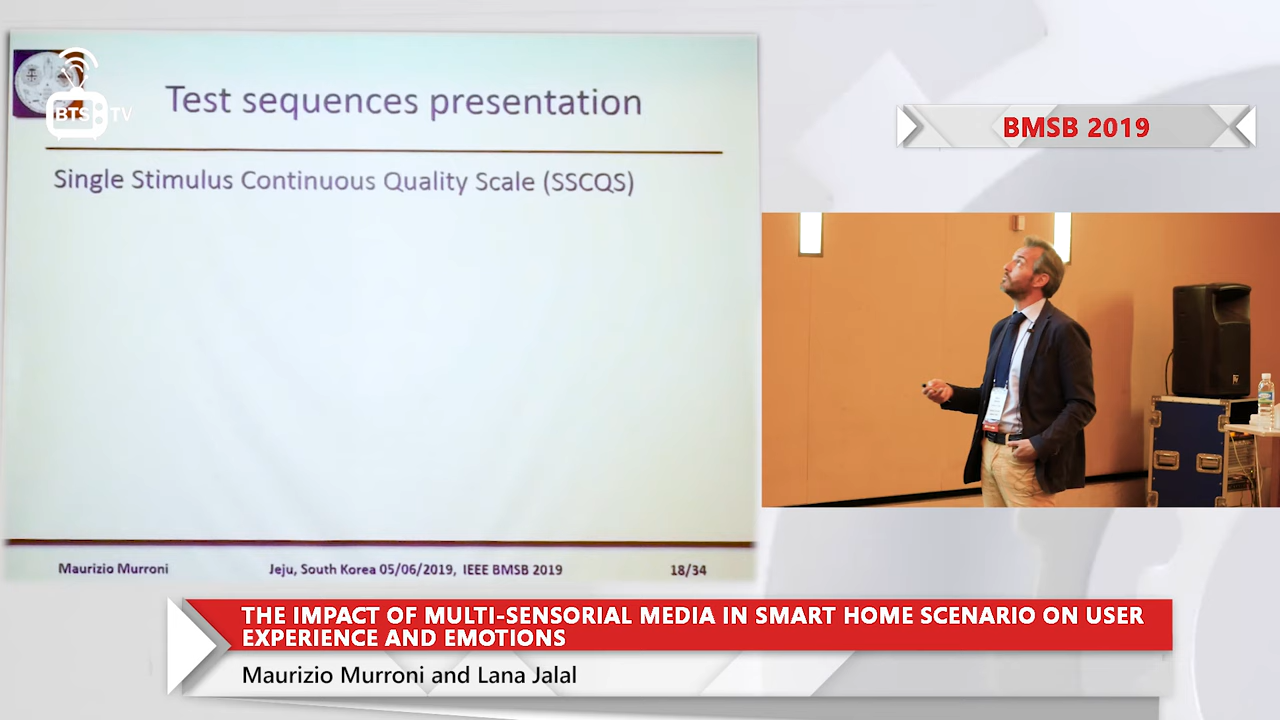 BTS TV
Test sequences presentation
Single Stimulus Continuous Quality Scale (SSCQS)
Maurizio Murroni
Jeju, South Korea 05/06/2019, IEEE BMSB 2019
18/34
BMSB 2019
THE IMPACT OF MULTI-SENSORIAL MEDIA IN SMART HOME SCENARIO ON USER
EXPERIENCE AND EMOTIONS
Maurizio Murroni and Lana Jalal